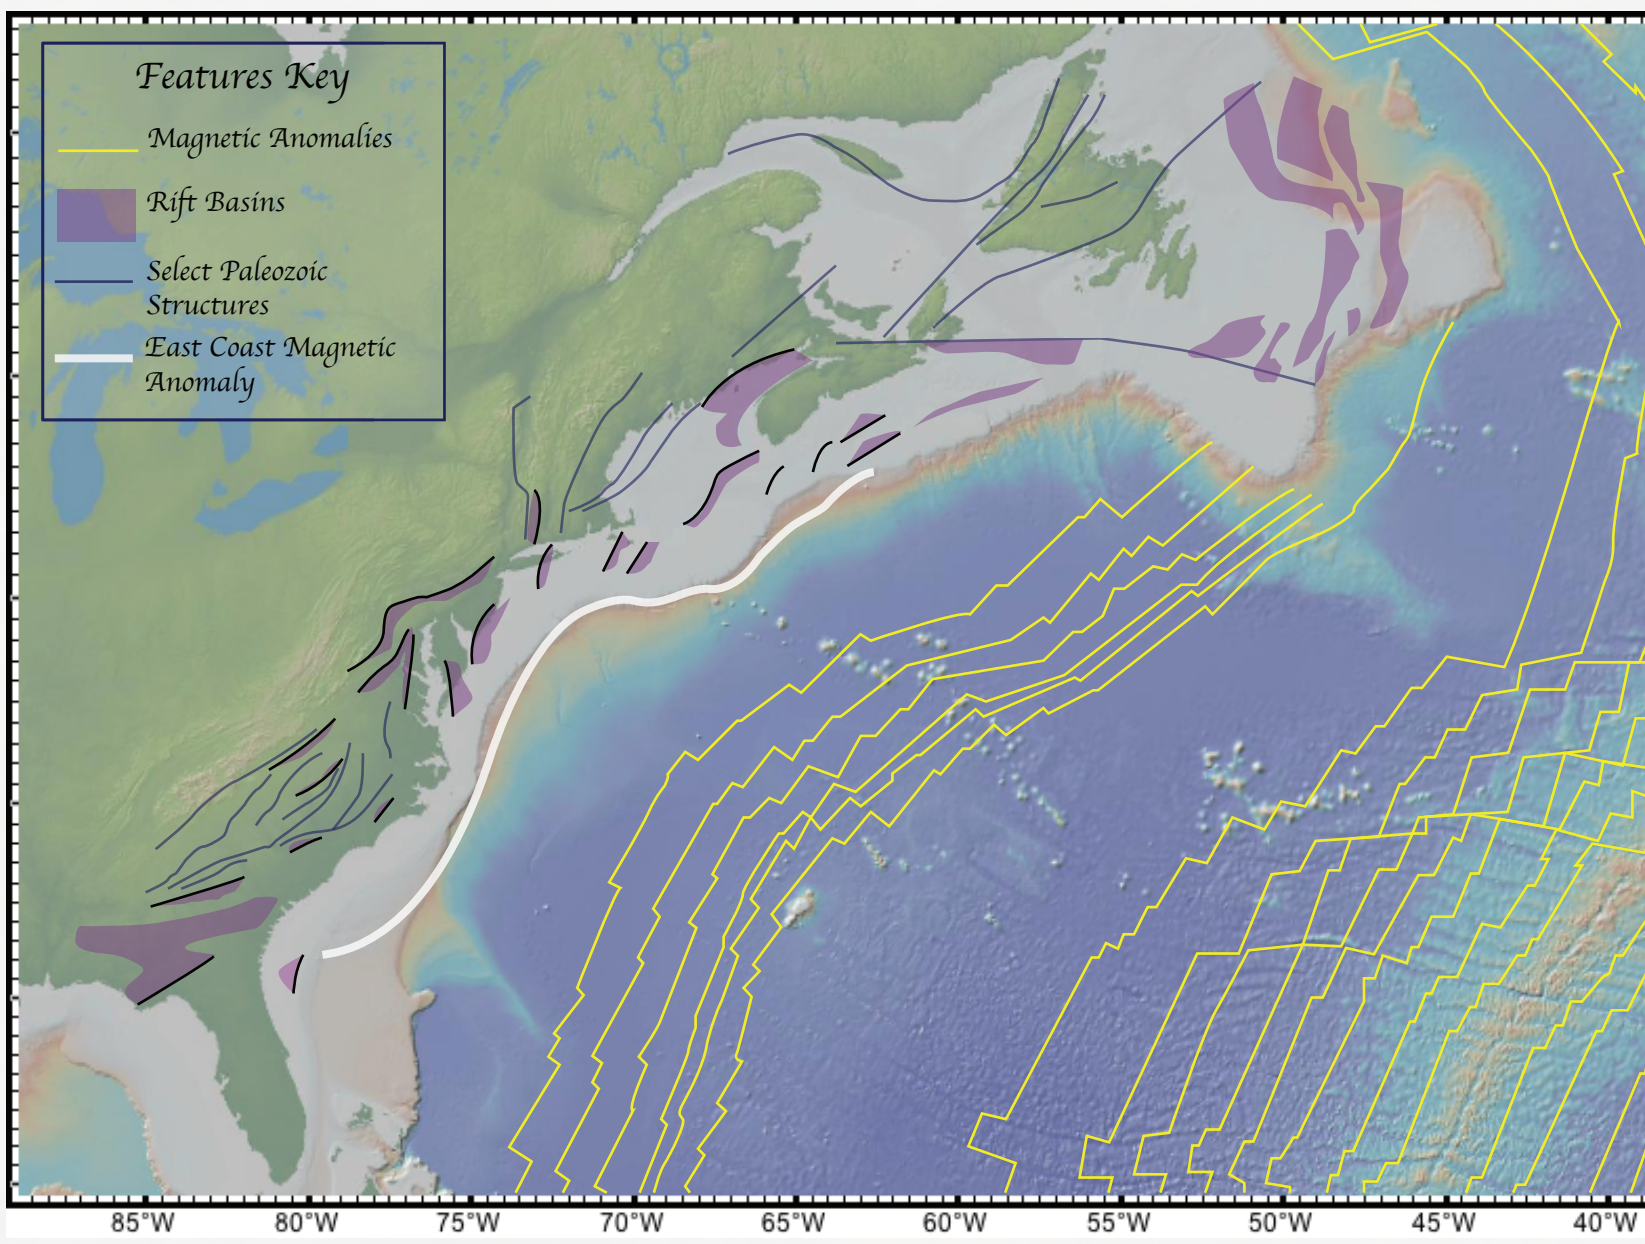 Features Key
Magnetic Anomalies
Rift Basins
Select Paleozoic
Structures
East Coast Magnetic
Anomaly
85°W 80°W 75°W 70°W 65°W 60°W 55°W 50°W 45°W 40°W